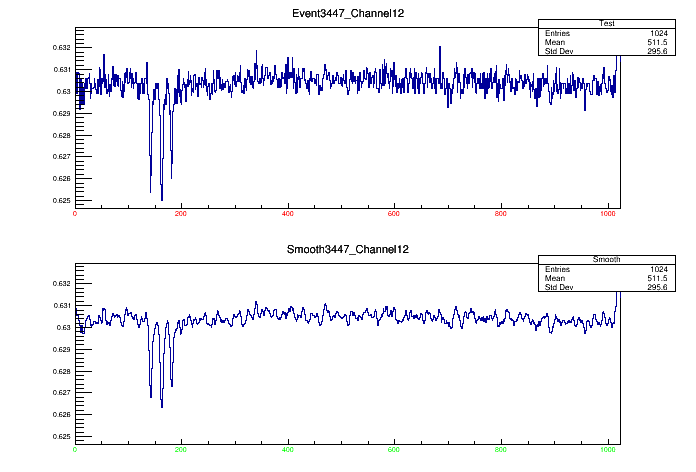 Event3447_Channel12
Test
Entries 1024
Mean 511.5
Std Dev 295.6
0.632
0.631
0.63
0.629
0.628
0.627
0.626
0.625
0 200 400 600 800 1000
Smooth3447_Channel12
Smooth
Entries 1024
Mean 511.5
Std Dev 295.6
0.632
0.631
0.63
0.629
0.628
0.627
0.626
0.625
0 200 400 600 800 1000